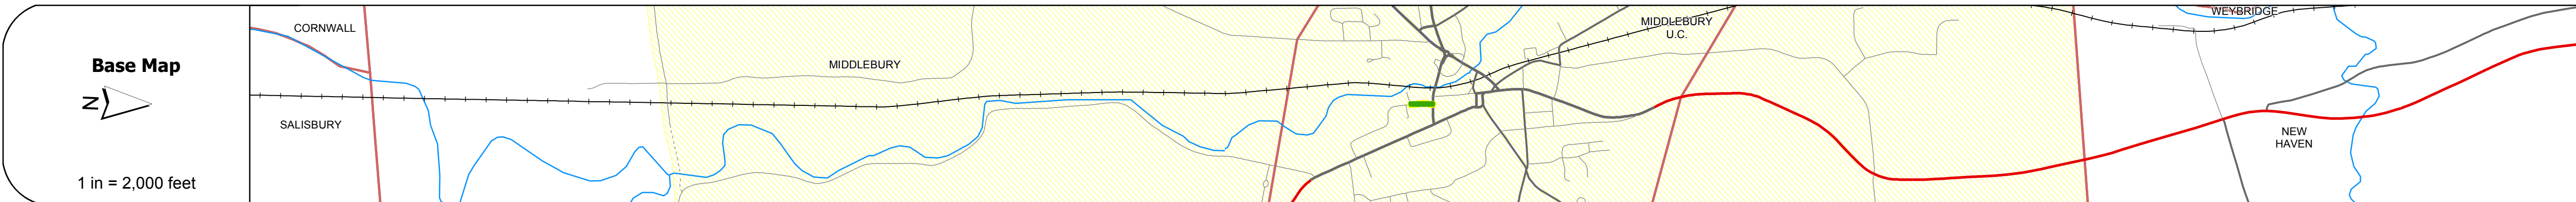 Base Map
N
1 in = 2,000 feet
CORNWALL
SALISBURY
MIDDLEBURY
MIDDLEBURY
U.C.
WEYBRIDGE
NEW
HAVEN